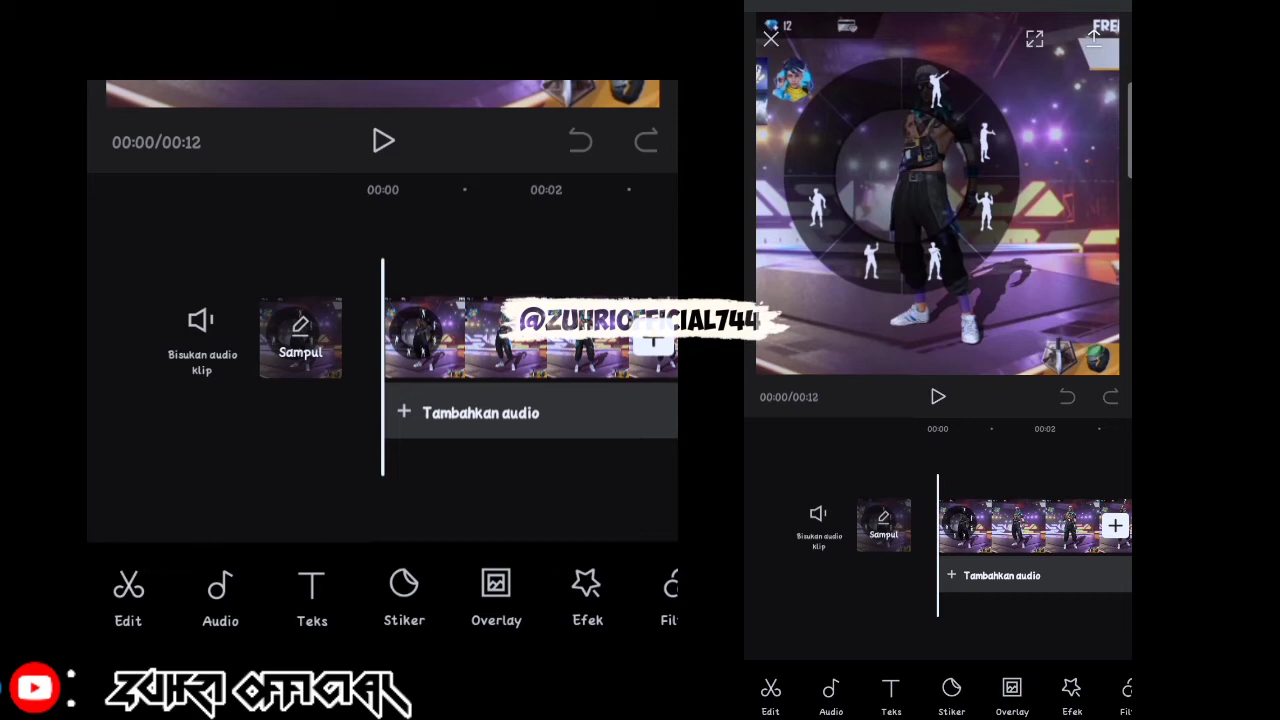 00:00/00:12
00:00
00:02
Bisukan audio
klip
Sampul
@ZUHRIOFFICIAL744
+ Tambahkan audio
Edit
Audio
Teks
Stiker
Overlay
Efek
Fil
: ZUHRI OFFICIAL
12
FRE
00:00/00:12
00:00
00:02
Bisukan audio
klip
Sampul
+ Tambahkan audio
Edit
Audio
Teks
Stiker
Overlay
Efek
Fil